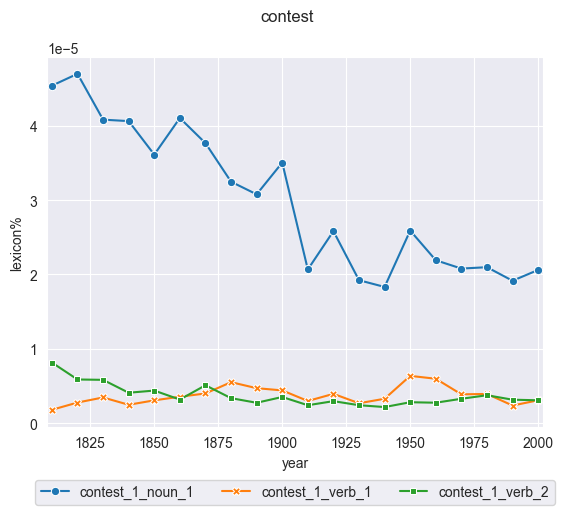 contest
1e−5
4
3
2
1
0
lexicon%
1825 1850 1875 1900 1925 1950 1975 2000
year
contest_1_noun_1 contest_1_verb_1 contest_1_verb_2